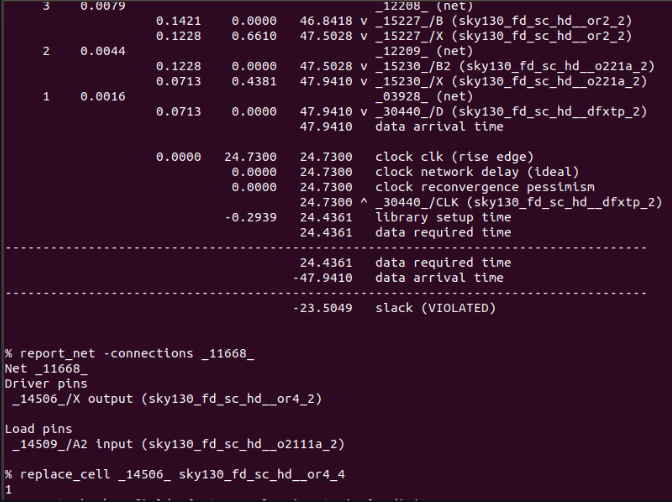 3 0.0079 _12208_ (net)
0.1421 0.0000 46.8418 v _15227_/B (sky130_fd_sc_hd__or2_2)
0.1228 0.6610 47.5028 v _15227_/X (sky130_fd_sc_hd__or2_2)
2 0.0044 _12209_ (net)
0.1228 0.0000 47.5028 v _15230_/B2 (sky130_fd_sc_hd__o221a_2)
0.0713 0.4381 47.9410 v _15230_/X (sky130_fd_sc_hd__o221a_2)
1 0.0016 _03928_ (net)
0.0713 0.0000 47.9410 v _30440_/D (sky130_fd_sc_hd__dfxtp_2)
47.9410 data arrival time
0.0000 24.7300 24.7300 clock clk (rise edge)
0.0000 24.7300 clock network delay (ideal)
0.0000 24.7300 clock reconvergence pessimism
24.7300 ^ _30440_/CLK (sky130_fd_sc_hd__dfxtp_2)
-0.2939 24.4361 library setup time
24.4361 data required time
-----------------------------------------------------------------------------
24.4361 data required time
-47.9410 data arrival time
-----------------------------------------------------------------------------
-23.5049 slack (VIOLATED)
% report_net -connections _11668_
Net _11668_
Driver pins
_14506_/X output (sky130_fd_sc_hd__or4_2)
Load pins
_14509_/A2 input (sky130_fd_sc_hd__o2111a_2)
% replace_cell _14506_ sky130_fd_sc_hd__or4_4
1